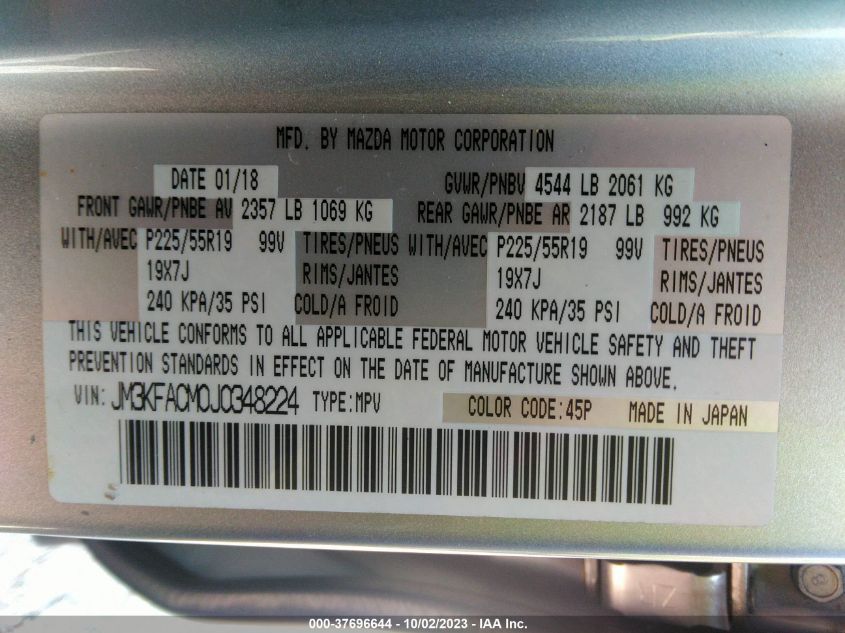 MFD. BY MAZDA MOTOR CORPORATION
DATE 01/18 GVWR/PNBV 4544 LB 2061 KG
FRONT GAWR/PNBE AV 2357 LB 1069 KG REAR GAWR/PNBE AR 2187 LB 992 KG
WITH/AVEC P225/55R19 99V TIRES/PNEUS WITH/AVEC P225/55R19 99V TIRES/PNEUS
19X7J RIMS/JANTES 19X7J RIMS/JANTES
240 KPA/35 PSI COLD/A FROID 240 KPA/35 PSI COLD/A FROID
THIS VEHICLE CONFORMS TO ALL APPLICABLE FEDERAL MOTOR VEHICLE SAFETY AND THEFT
PREVENTION STANDARDS IN EFFECT ON THE DATE OF MANUFACTURE SHOWN ABOVE.
VIN: JM3KFACM0J0348224 TYPE:MPV COLOR CODE:45P MADE IN JAPAN
000-37696644 - 10/02/2023 - IAA Inc.